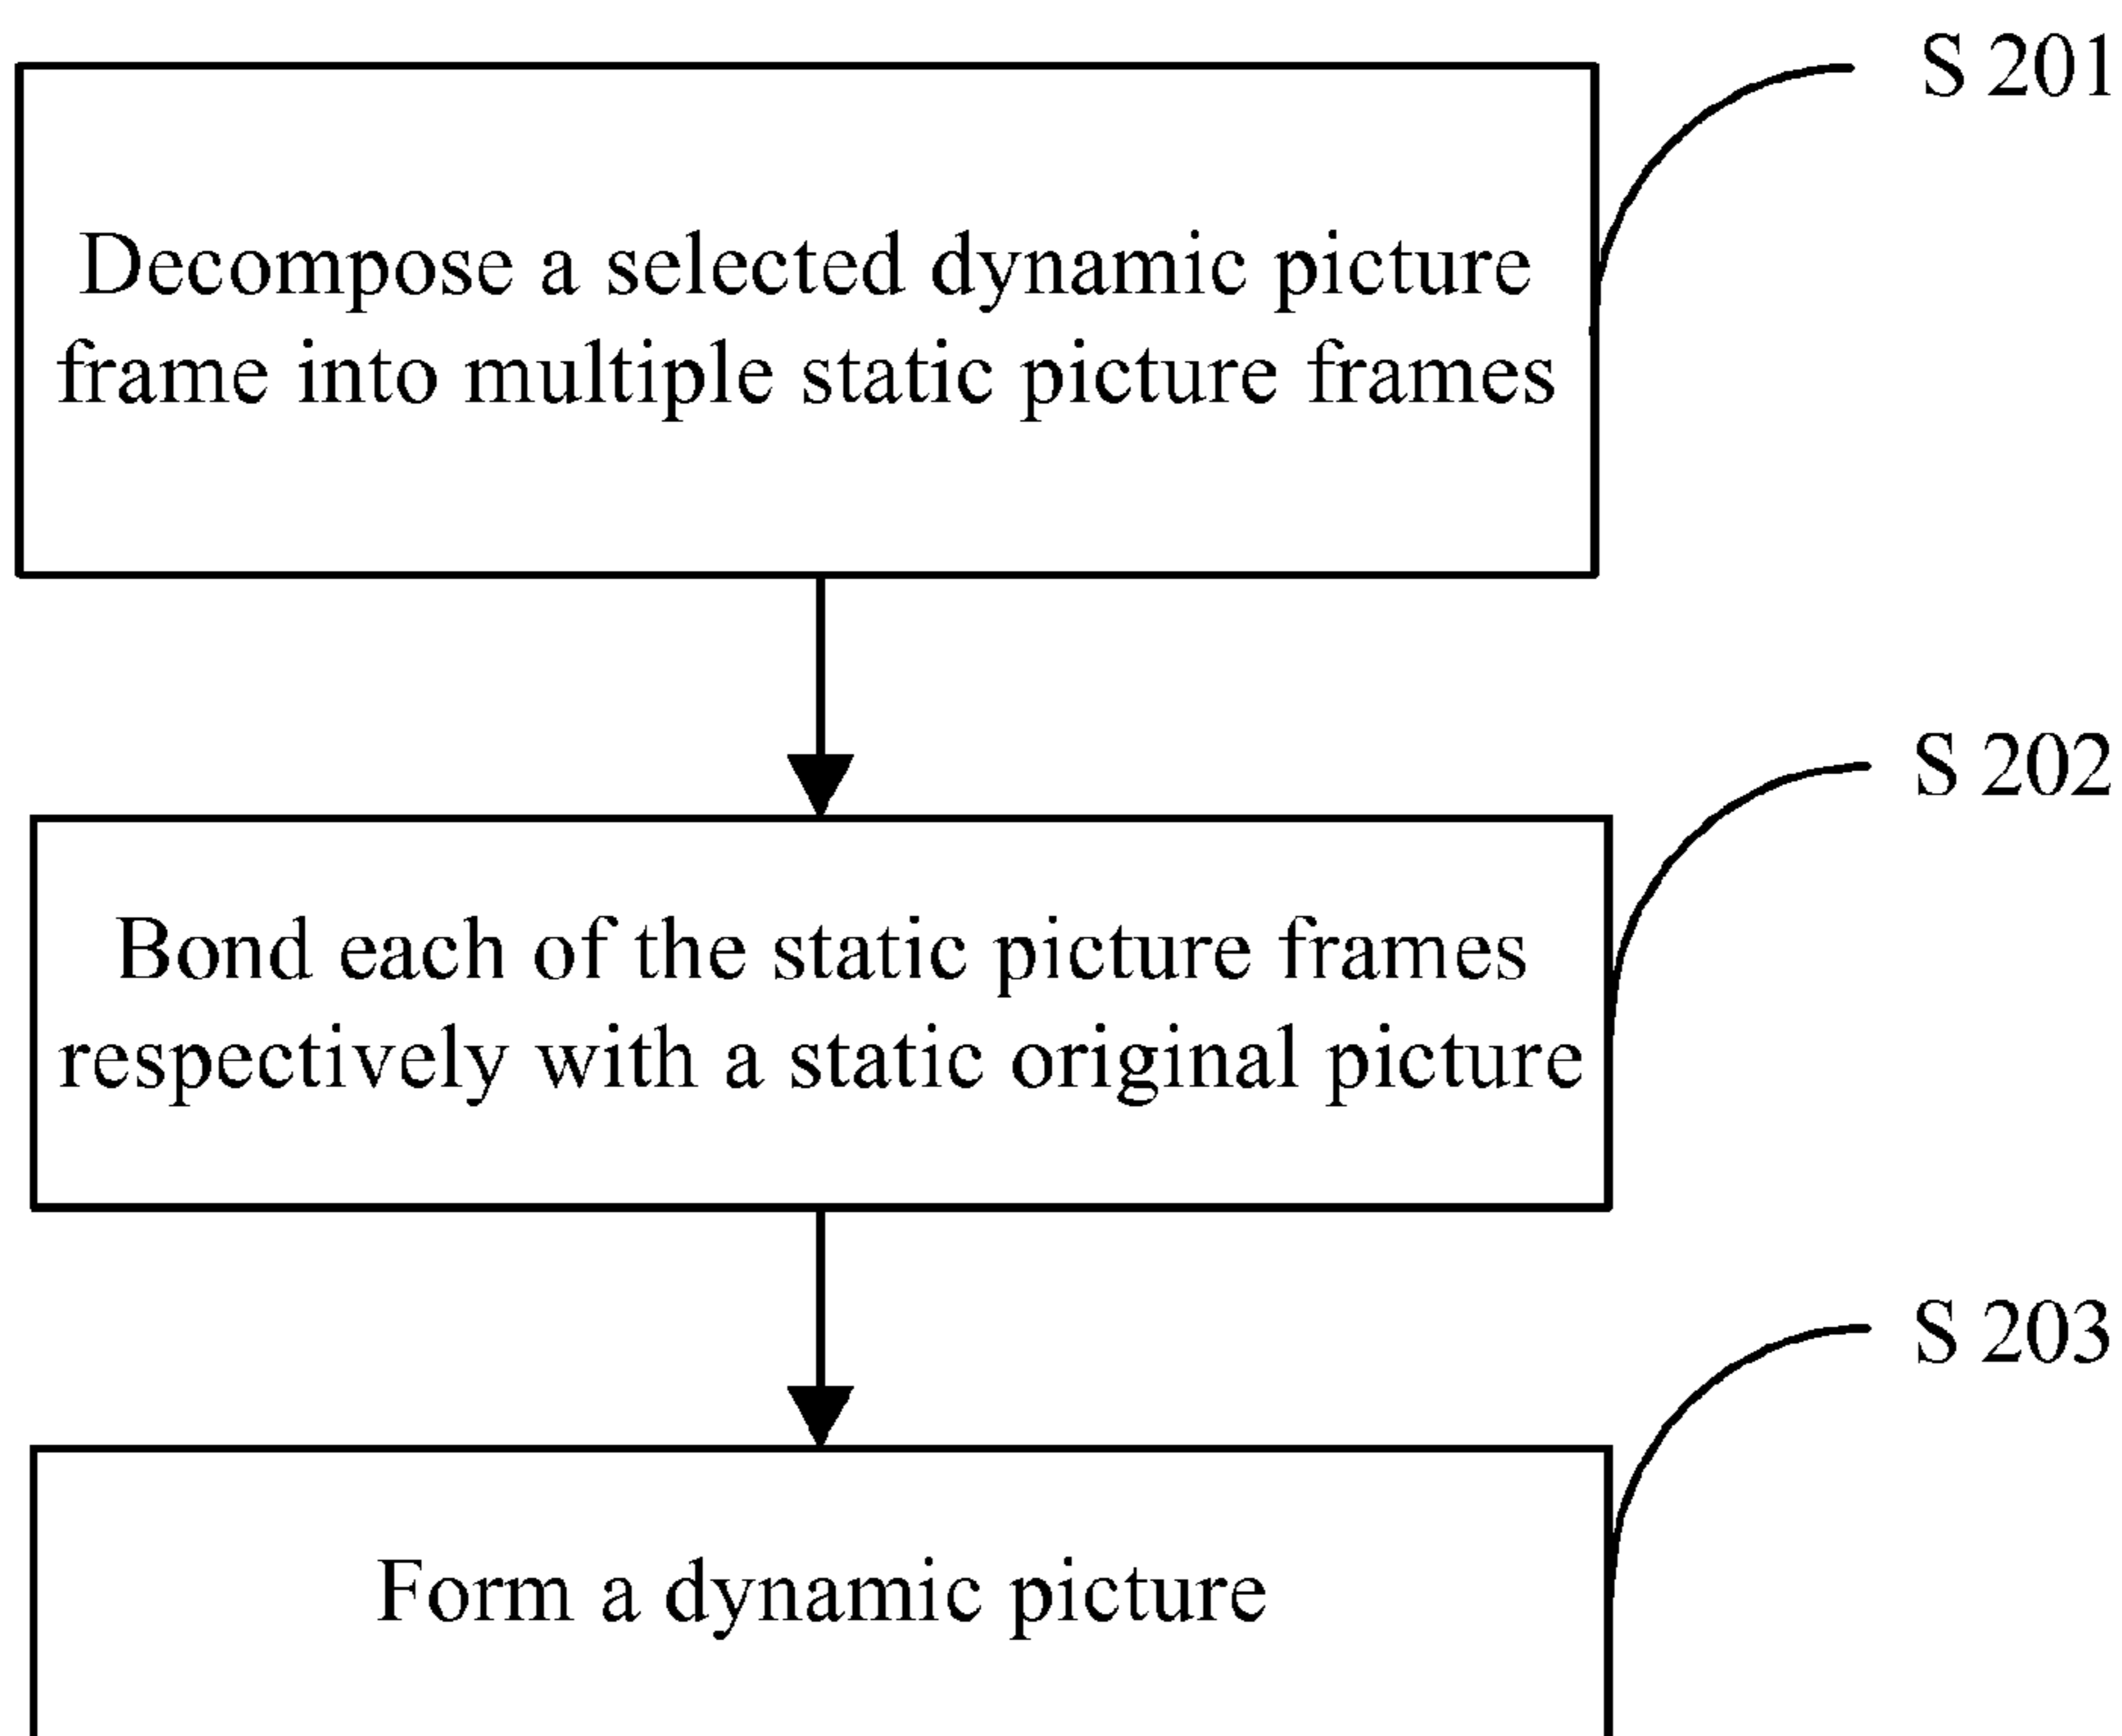 S 201
Decompose a selected dynamic picture
frame into multiple static picture frames
S 202
Bond each of the static picture frames
respectively with a static original picture
S 203
Form a dynamic picture